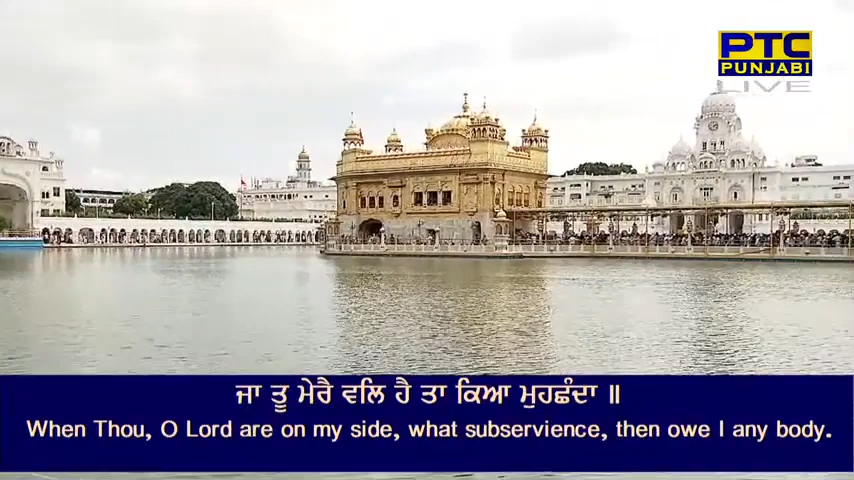 PTC
PUNJABI
LIVE
ਜਾ ਤੂ ਮੇਰੈ ਵਲਿ ਹੈ ਤਾ ਕਿਆ ਮੁਹਛੰਦਾ ॥
When Thou, O Lord are on my side, what subservience, then owe I any body.